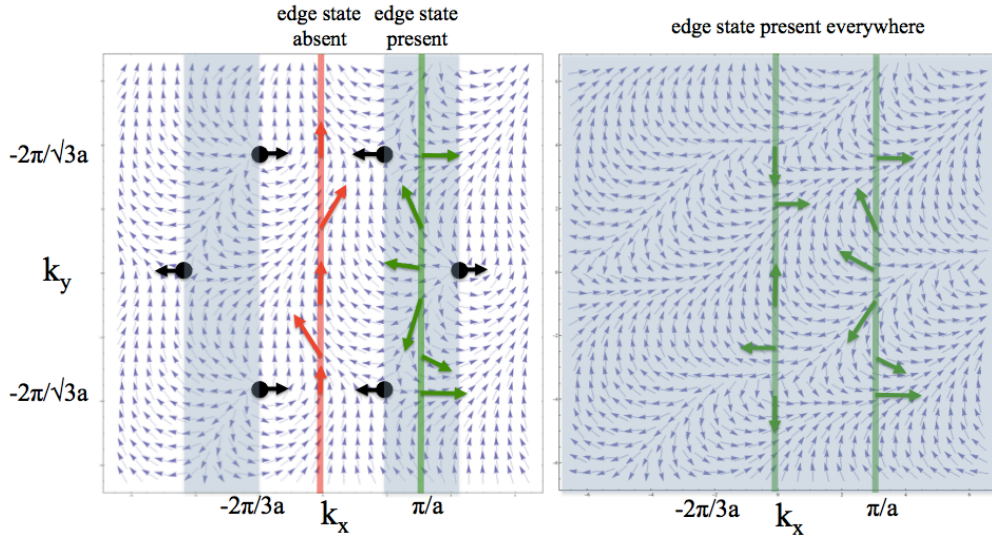 edge state absent
edge state present
edge state present everywhere
-2π/√3a
ky
-2π/√3a
-2π/3a
kx
π/a
-2π/3a
kx
π/a